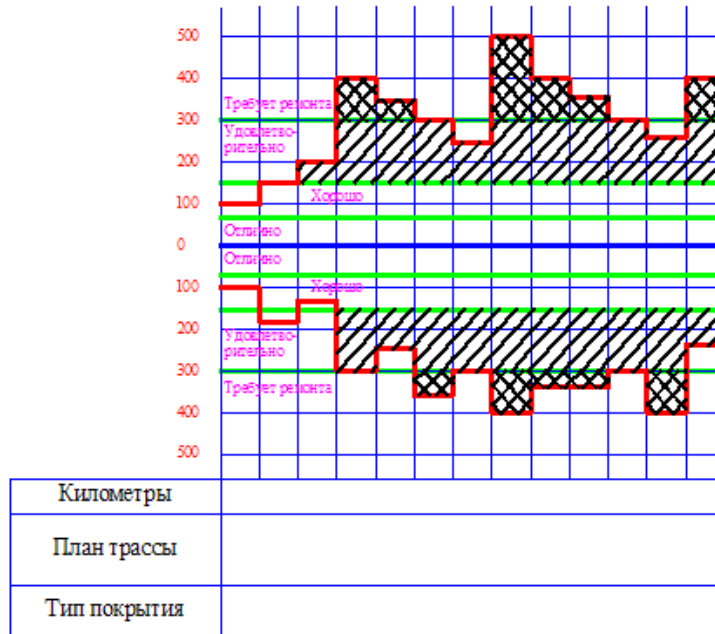 500
400
Требует ремонта
300
Удовлетво-
рительно
200
Хорошо
100
Отлично
0
Отлично
100
Хорошо
200
Удовлетво-
рительно
300
Требует ремонта
400
500
Километры
План трассы
Тип покрытия